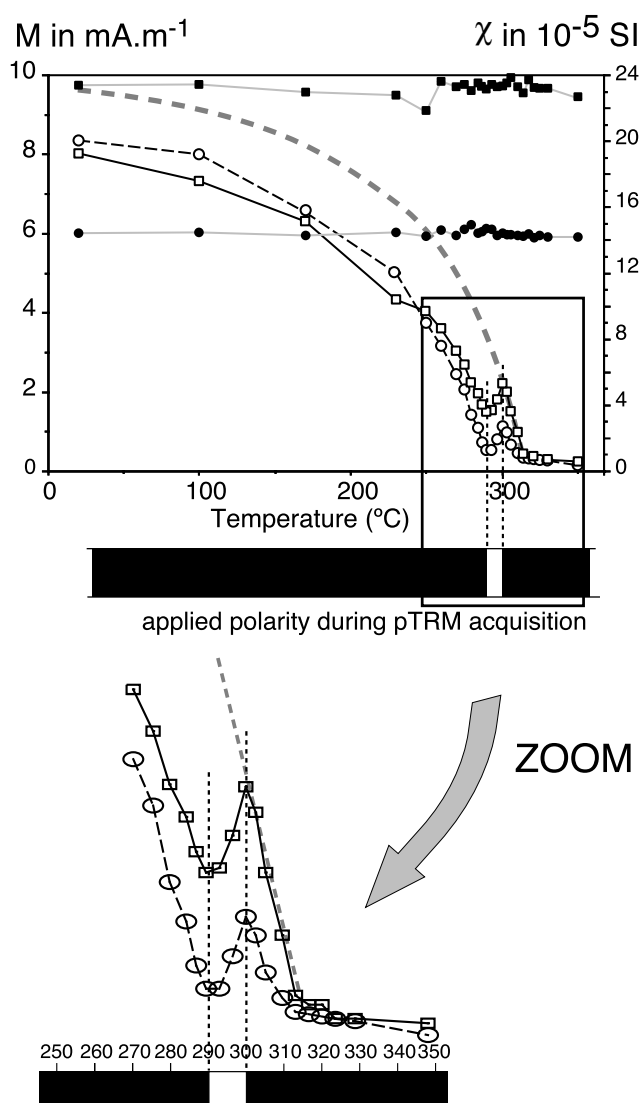 M in mA.m-1 χ in 10-5 SI
10 24
8 20
6 16
12
4 8
2 4
0 0
0 100 200 300
Temperature (ºC)
applied polarity during pTRM acquisition
ZOOM
250 260 270 280 290 300 310 320 330 340 350